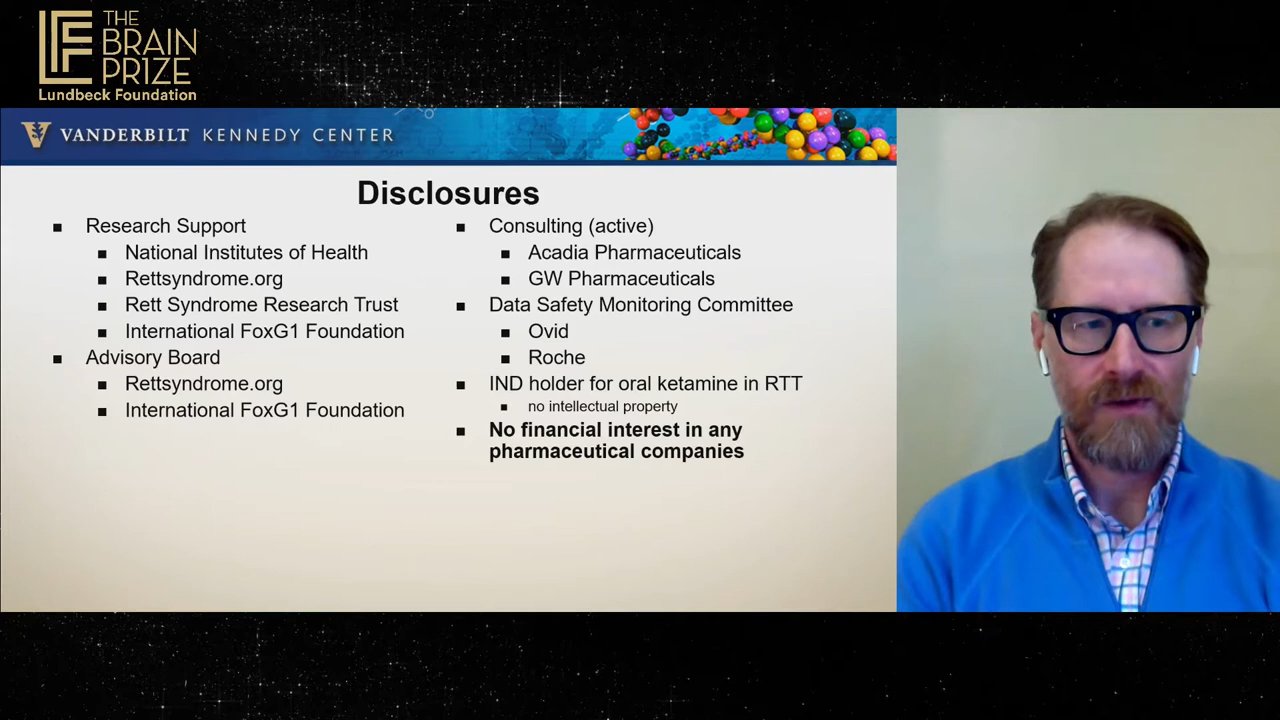 THE
BRAIN
PRIZE
Lundbeck Foundation
VANDERBILT KENNEDY CENTER
Disclosures
Research Support
National Institutes of Health
Rettsyndrome.org
Rett Syndrome Research Trust
International FoxG1 Foundation
Advisory Board
Rettsyndrome.org
International FoxG1 Foundation
Consulting (active)
Acadia Pharmaceuticals
GW Pharmaceuticals
Data Safety Monitoring Committee
Ovid
Roche
IND holder for oral ketamine in RTT
no intellectual property
No financial interest in any
pharmaceutical companies